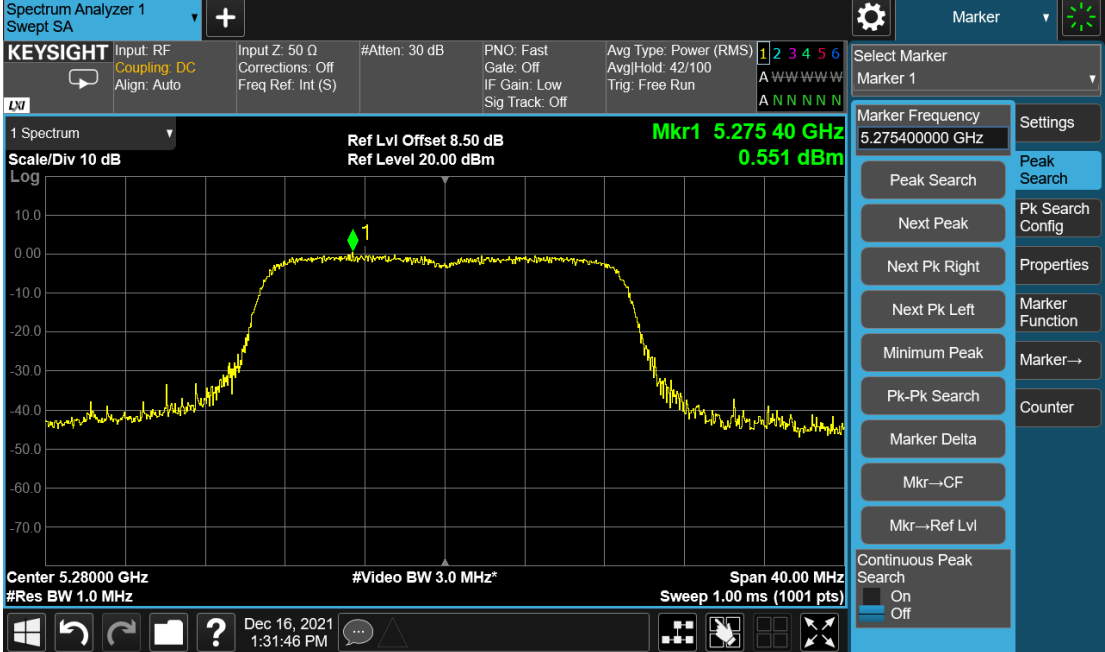 Spectrum Analyzer 1
Swept SA
+
Marker
KEYSIGHT
LXI
Input: RF
Coupling: DC
Align: Auto
Input Z: 50 Ω
Corrections: Off
Freq Ref: Int (S)
#Atten: 30 dB
PNO: Fast
Gate: Off
IF Gain: Low
Sig Track: Off
Avg Type: Power (RMS)
Avg|Hold: 42/100
Trig: Free Run
1 2 3 4 5 6
A W W W W W
A N N N N N
Select Marker
Marker 1
1 Spectrum
Scale/Div 10 dB
Log
Ref Lvl Offset 8.50 dB
Ref Level 20.00 dBm
Mkr1 5.275 40 GHz
0.551 dBm
10.0
0.00
-10.0
-20.0
-30.0
-40.0
-50.0
-60.0
-70.0
1
Center 5.28000 GHz
#Res BW 1.0 MHz
#Video BW 3.0 MHz*
Span 40.00 MHz
Sweep 1.00 ms (1001 pts)
Marker Frequency
5.275400000 GHz
Peak Search
Next Peak
Next Pk Right
Next Pk Left
Minimum Peak
Pk-Pk Search
Marker Delta
Mkr→CF
Mkr→Ref Lvl
Continuous Peak
Search
On
Off
Settings
Peak
Search
Pk Search
Config
Properties
Marker
Function
Marker→
Counter
?
Dec 16, 2021
1:31:46 PM